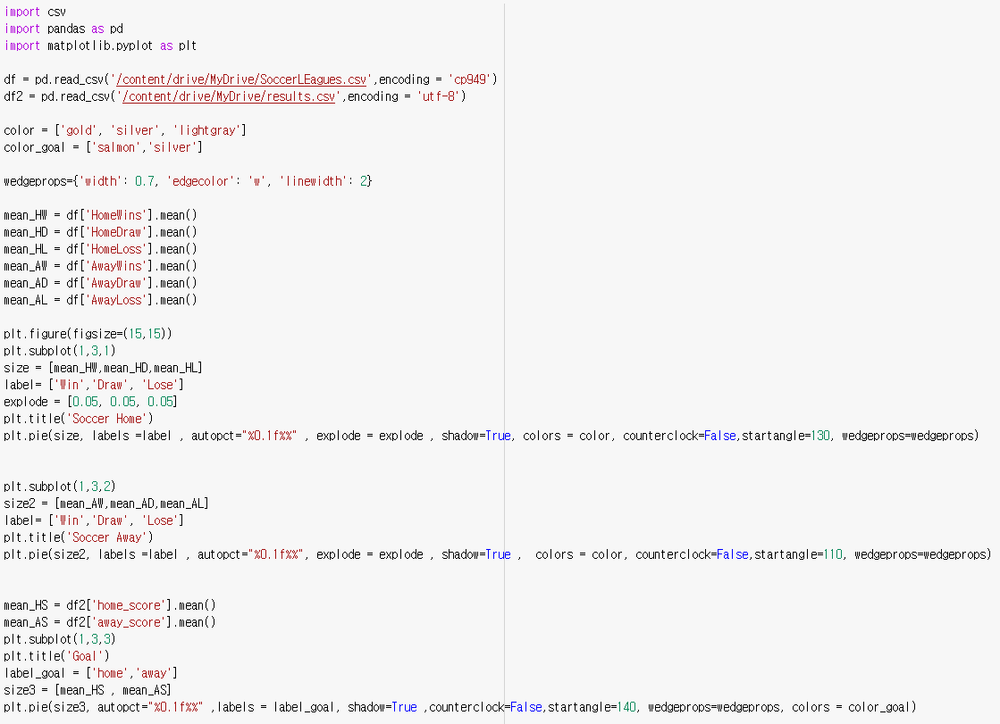 import csv
import pandas as pd
import matplotlib.pyplot as plt
df = pd.read_csv('/content/drive/MyDrive/SoccerLEagues.csv',encoding = 'cp949')
df2 = pd.read_csv('/content/drive/MyDrive/results.csv',encoding = 'utf-8')
color = ['gold', 'silver', 'lightgray']
color_goal = ['salmon','silver']
wedgeprops={'width': 0.7, 'edgecolor': 'w', 'linewidth': 2}
mean_HW = df['HomeWins'].mean()
mean_HD = df['HomeDraw'].mean()
mean_HL = df['HomeLoss'].mean()
mean_AW = df['AwayWins'].mean()
mean_AD = df['AwayDraw'].mean()
mean_AL = df['AwayLoss'].mean()
plt.figure(figsize=(15,15))
plt.subplot(1,3,1)
size = [mean_HW,mean_HD,mean_HL]
label= ['Win','Draw', 'Lose']
explode = [0.05, 0.05, 0.05]
plt.title('Soccer Home')
plt.pie(size, labels =label , autopct="%0.1f%%" , explode = explode , shadow=True, colors = color, counterclock=False,startangle=130, wedgeprops=wedgeprops)
plt.subplot(1,3,2)
size2 = [mean_AW,mean_AD,mean_AL]
label= ['Win','Draw', 'Lose']
plt.title('Soccer Away')
plt.pie(size2, labels =label , autopct="%0.1f%%", explode = explode , shadow=True ,  colors = color, counterclock=False,startangle=110, wedgeprops=wedgeprops)
mean_HS = df2['home_score'].mean()
mean_AS = df2['away_score'].mean()
plt.subplot(1,3,3)
plt.title('Goal')
label_goal = ['home','away']
size3 = [mean_HS , mean_AS]
plt.pie(size3, autopct="%0.1f%%" ,labels = label_goal, shadow=True ,counterclock=False,startangle=140, wedgeprops=wedgeprops, colors = color_goal)